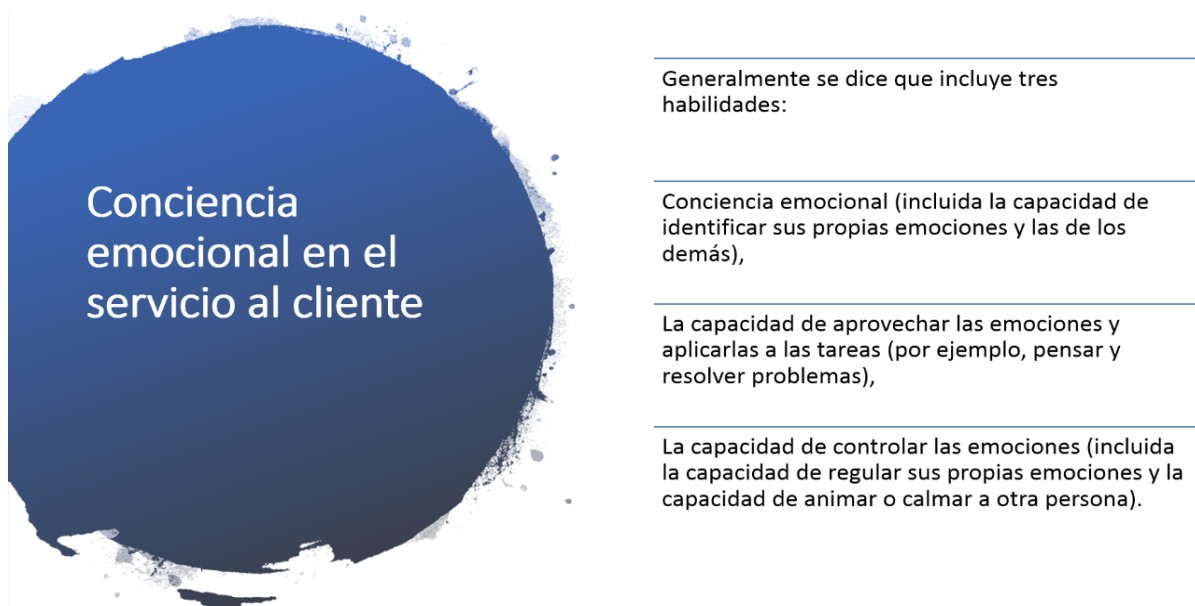 Conciencia
emocional en el
servicio al cliente
Generalmente se dice que incluye tres
habilidades:
Conciencia emocional (incluida la capacidad de
identificar sus propias emociones y las de los
demás),
La capacidad de aprovechar las emociones y
aplicarlas a las tareas (por ejemplo, pensar y
resolver problemas),
La capacidad de controlar las emociones (incluida
la capacidad de regular sus propias emociones y la
capacidad de animar o calmar a otra persona).